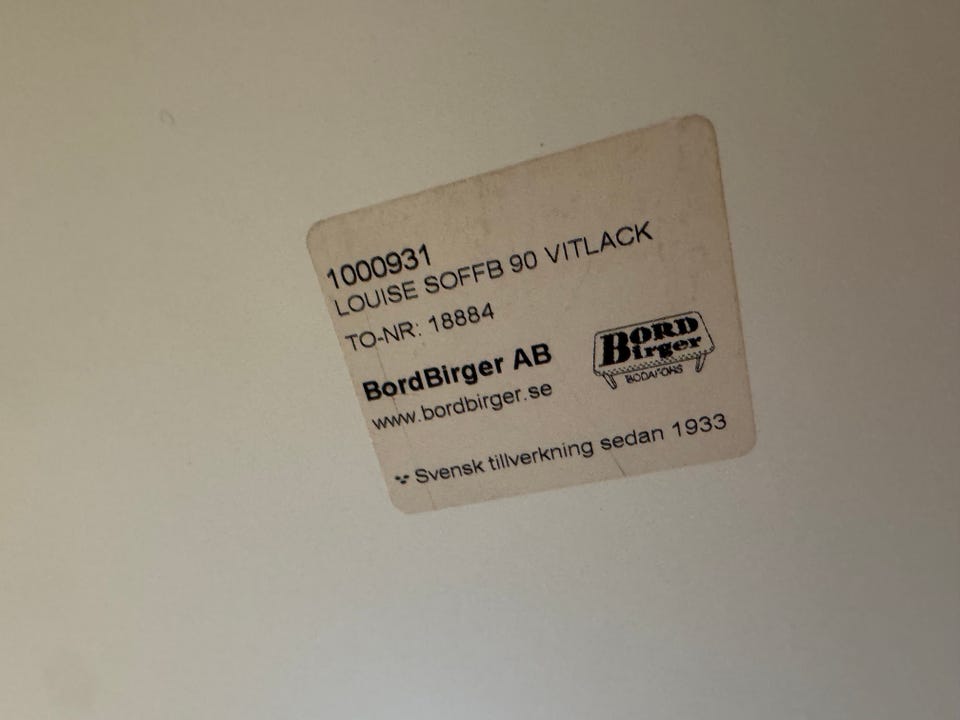 1000931
LOUISE SOFFB 90 VITLACK
TO-NR: 18884
BordBirger AB
www.bordbirger.se
BORD
Birger
BODAFORS
Svensk tillverkning sedan 1933